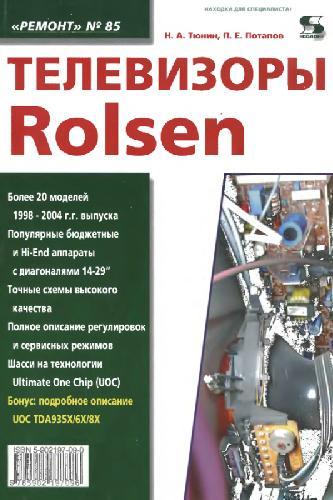 «РЕМОНТ» № 85
НАХОДКА ДЛЯ СПЕЦИАЛИСТА!
Н. А. Тюнин, П. Е. Потапов
ТЕЛЕВИЗОРЫ
Rolsen
Более 20 моделей
1998 - 2004 г.г. выпуска
Популярные бюджетные
и Hi-End аппараты
с диагоналями 14-29"
Точные схемы высокого
качества
Полное описание регулировок
и сервисных режимов
Шасси на технологии
Ultimate One Chip (UOC)
Бонус: подробное описание
UOC TDA935X/6X/8X